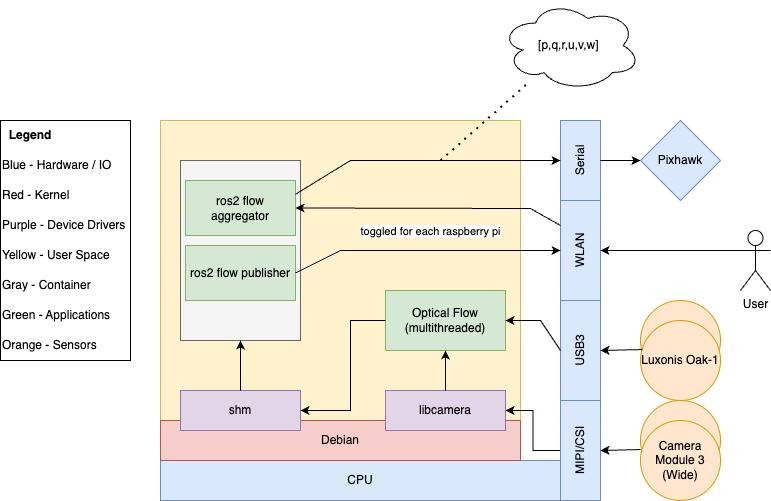 [p,q,r,u,v,w]
Legend
Blue - Hardware / IO
Red - Kernel
Purple - Device Drivers
Yellow - User Space
Gray - Container
Green - Applications
Orange - Sensors
ros2 flow
aggregator
ros2 flow publisher
toggled for each raspberry pi
Optical Flow
(multithreaded)
shm
libcamera
Debian
CPU
Serial
WLAN
USB3
MIPI/CSI
Pixhawk
User
Luxonis Oak-1
Camera
Module 3
(Wide)